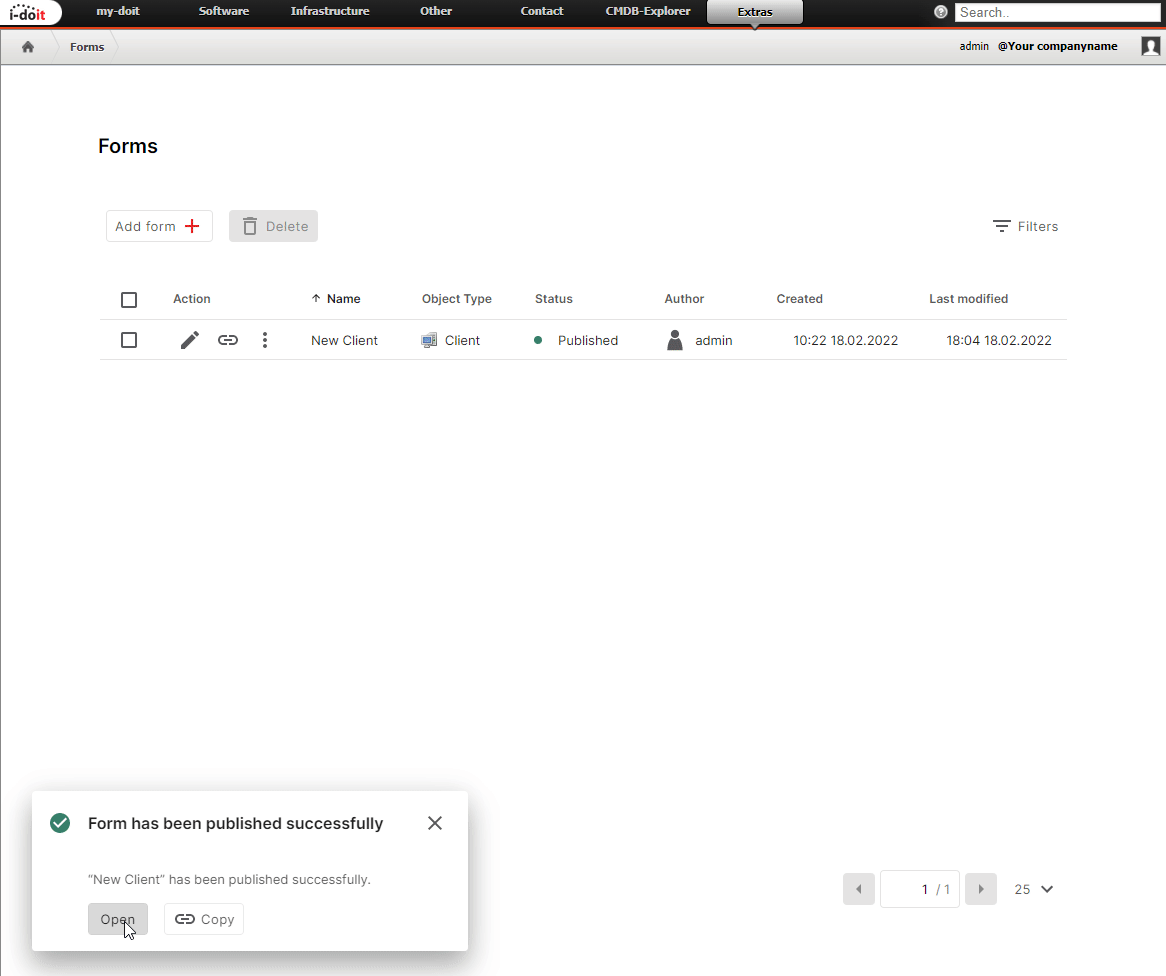 i-doit my-doit Software Infrastructure Other Contact CMDB-Explorer Extras ? Search..
Forms admin @Your companyname
Forms
Add form Delete Filters
Action Name Object Type Status Author Created Last modified
New Client Client Published admin 10:22 18.02.2022 18:04 18.02.2022
Form has been published successfully
“New Client” has been published successfully.
1 / 1 25
Open Copy